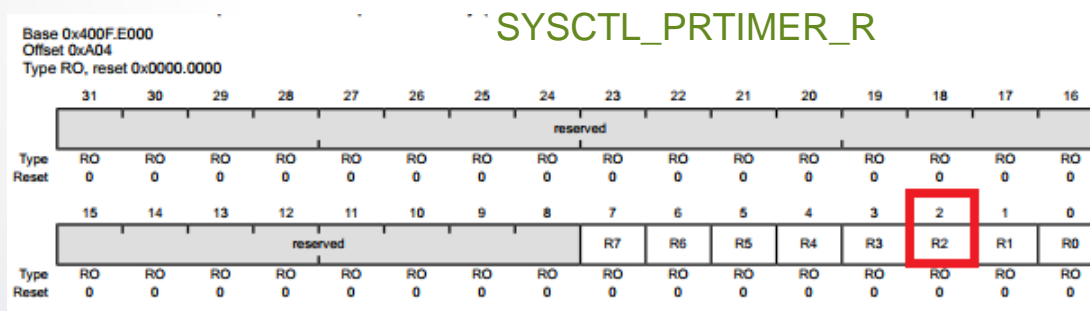 SYSCTL_PRTIMER_R
Base 0x400F.E000
Offset 0xA04
Type RO, reset 0x0000.0000
31 30 29 28 27 26 25 24 23 22 21 20 19 18 17 16
reserved
Type RO RO RO RO RO RO RO RO RO RO RO RO RO RO RO RO
Reset 0 0 0 0 0 0 0 0 0 0 0 0 0 0 0 0
15 14 13 12 11 10 9 8 7 6 5 4 3 2 1 0
reserved R7 R6 R5 R4 R3 R2 R1 R0
Type RO RO RO RO RO RO RO RO RO RO RO RO RO RO RO RO
Reset 0 0 0 0 0 0 0 0 0 0 0 0 0 0 0 0